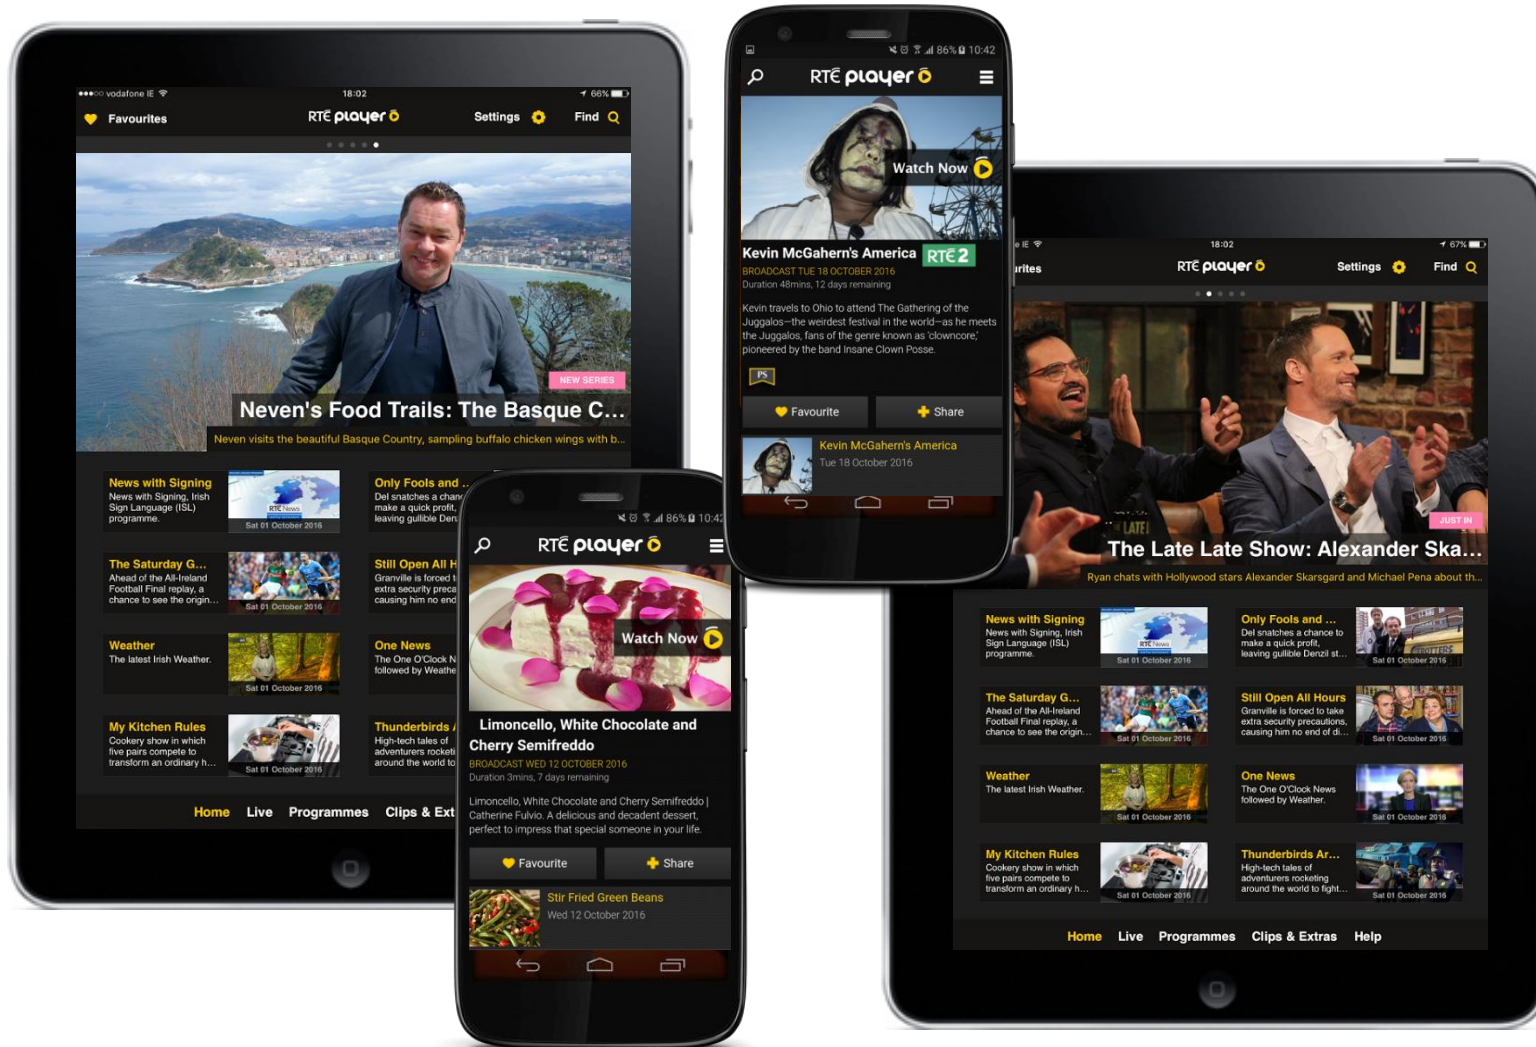 vodafone IE
18:02
66%
Favourites
RTÉ player
Settings
Find
NEW SERIES
Neven's Food Trails: The Basque C...
Neven visits the beautiful Basque Country, sampling buffalo chicken wings with b...
News with Signing
News with Signing, Irish
Sign Language (ISL)
programme.
RTÉ News
Sat 01 October 2016
Only Fools and ...
Del snatches a chanc
make a quick profit,
leaving gullible Denz
The Saturday G...
Ahead of the All-Ireland
Football Final replay, a
chance to see the origin...
Sat 01 October 2016
Still Open All H
Granville is forced t
extra security preca
causing him no end
Weather
The latest Irish Weather.
Sat 01 October 2016
One News
The One O'Clock N
followed by Weathe
My Kitchen Rules
Cookery show in which
five pairs compete to
transform an ordinary h...
Sat 01 October 2016
Thunderbirds A
High-tech tales of
adventurers rocketi
around the world to
Home
Live
Programmes
Clips & Ext
86%
10:42
RTÉ player
Watch Now
Limoncello, White Chocolate and
Cherry Semifreddo
BROADCAST WED 12 OCTOBER 2016
Duration 3mins, 7 days remaining
Limoncello, White Chocolate and Cherry Semifreddo |
Catherine Fulvio. A delicious and decadent dessert,
perfect to impress that special someone in your life.
Favourite
Share
Stir Fried Green Beans
Wed 12 October 2016
86%
10:42
RTÉ player
Watch Now
Kevin McGahern's America
RTÉ 2
BROADCAST TUE 18 OCTOBER 2016
Duration 48mins, 12 days remaining
Kevin travels to Ohio to attend The Gathering of the
Juggalos—the weirdest festival in the world—as he meets
the Juggalos, fans of the genre known as 'clowncore,'
pioneered by the band Insane Clown Posse.
PS
Favourite
Share
Kevin McGahern's America
Tue 18 October 2016
e IE
18:02
67%
urites
RTÉ player
Settings
Find
JUST IN
The Late Late Show: Alexander Ska...
Ryan chats with Hollywood stars Alexander Skarsgard and Michael Pena about th...
News with Signing
News with Signing, Irish
Sign Language (ISL)
programme.
RTÉ News
Sat 01 October 2016
Only Fools and ...
Del snatches a chance to
make a quick profit,
leaving gullible Denzil st...
TROTTERS
Sat 01 October 2016
The Saturday G...
Ahead of the All-Ireland
Football Final replay, a
chance to see the origin...
Sat 01 October 2016
Still Open All Hours
Granville is forced to take
extra security precautions,
causing him no end of di...
Sat 01 October 2016
Weather
The latest Irish Weather.
Sat 01 October 2016
One News
The One O'Clock News
followed by Weather.
Sat 01 October 2016
My Kitchen Rules
Cookery show in which
five pairs compete to
transform an ordinary h...
Sat 01 October 2016
Thunderbirds Ar...
High-tech tales of
adventurers rocketing
around the world to fight...
Sat 01 October 2016
Home
Live
Programmes
Clips & Extras
Help